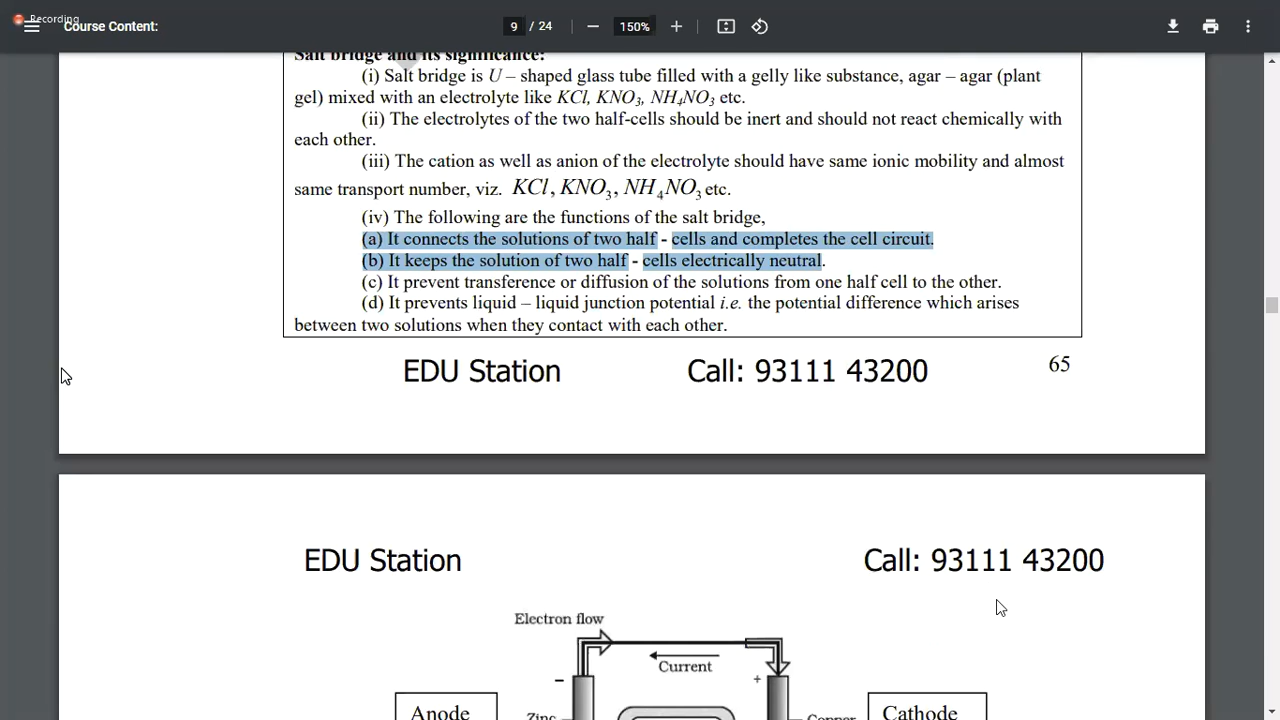 Recording
Course Content:
9 / 24
150%
Salt bridge and its significance:
(i) Salt bridge is U – shaped glass tube filled with a gelly like substance, agar – agar (plant
gel) mixed with an electrolyte like KCl, KNO₃, NH₄NO₃ etc.
(ii) The electrolytes of the two half-cells should be inert and should not react chemically with
each other.
(iii) The cation as well as anion of the electrolyte should have same ionic mobility and almost
same transport number, viz. KCl, KNO₃, NH₄NO₃ etc.
(iv) The following are the functions of the salt bridge,
(a) It connects the solutions of two half - cells and completes the cell circuit.
(b) It keeps the solution of two half - cells electrically neutral.
(c) It prevent transference or diffusion of the solutions from one half cell to the other.
(d) It prevents liquid – liquid junction potential i.e. the potential difference which arises
between two solutions when they contact with each other.
EDU Station Call: 93111 43200 65
EDU Station Call: 93111 43200
Electron flow
Current
– +
Anode Zinc Copper Cathode